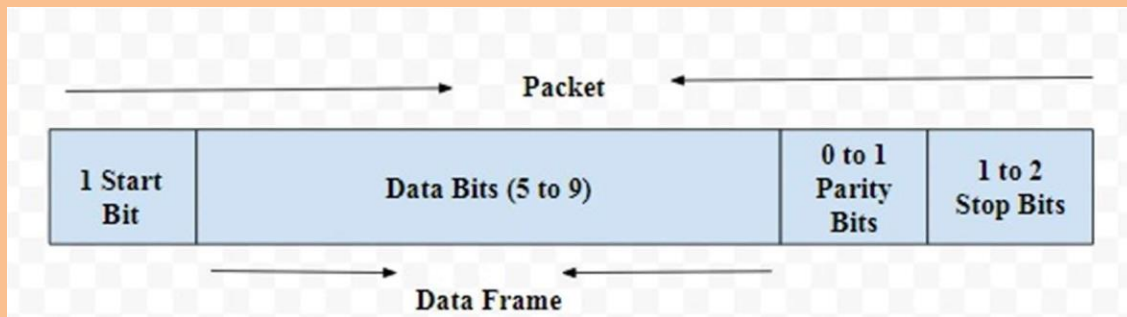 Packet
1 Start
Bit
Data Bits (5 to 9)
0 to 1
Parity
Bits
1 to 2
Stop Bits
Data Frame